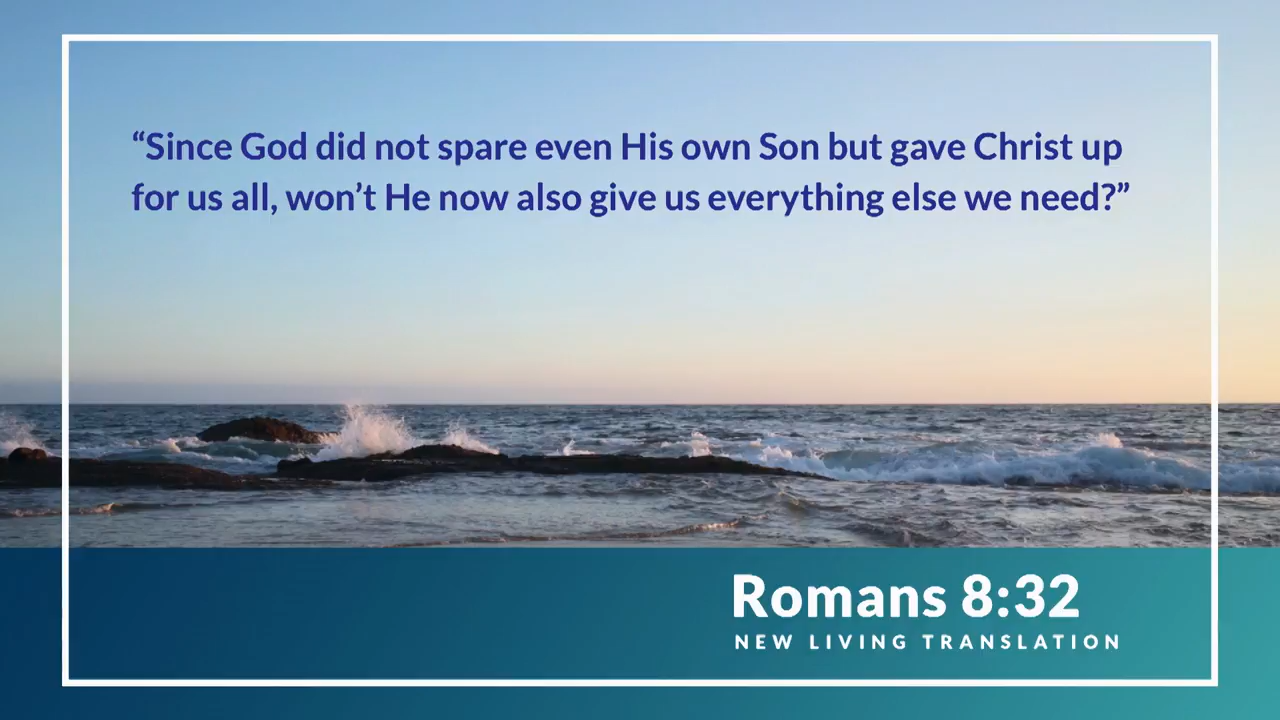 “Since God did not spare even His own Son but gave Christ up
for us all, won’t He now also give us everything else we need?”
Romans 8:32
NEW LIVING TRANSLATION